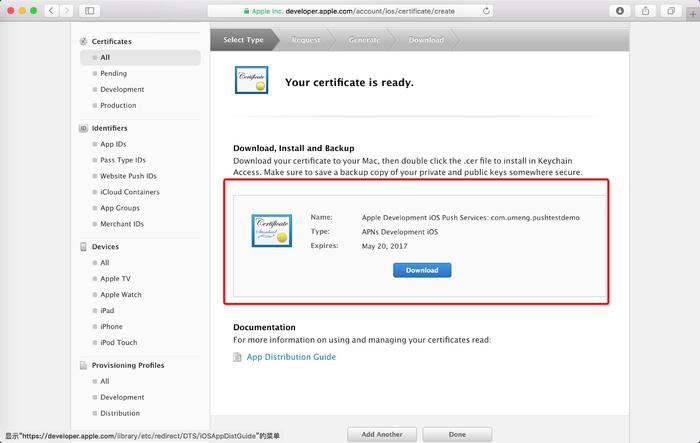 Apple Inc. developer.apple.com/account/ios/certificate/create
Certificates
All
Pending
Development
Production
Identifiers
App IDs
Pass Type IDs
Website Push IDs
iCloud Containers
App Groups
Merchant IDs
Devices
All
Apple TV
Apple Watch
iPad
iPhone
iPod Touch
Provisioning Profiles
All
Development
Distribution
Select Type
Request
Generate
Download
Certificate
Your certificate is ready.
Download, Install and Backup
Download your certificate to your Mac, then double click the .cer file to install in Keychain
Access. Make sure to save a backup copy of your private and public keys somewhere secure.
Certificate
Standard
Name: Apple Development iOS Push Services: com.umeng.pushtestdemo
Type: APNs Development iOS
Expires: May 20, 2017
Download
Documentation
For more information on using and managing your certificates read:
App Distribution Guide
Add Another
Done
显示“https://developer.apple.com/library/etc/redirect/DTS/iOSAppDistGuide”的菜单